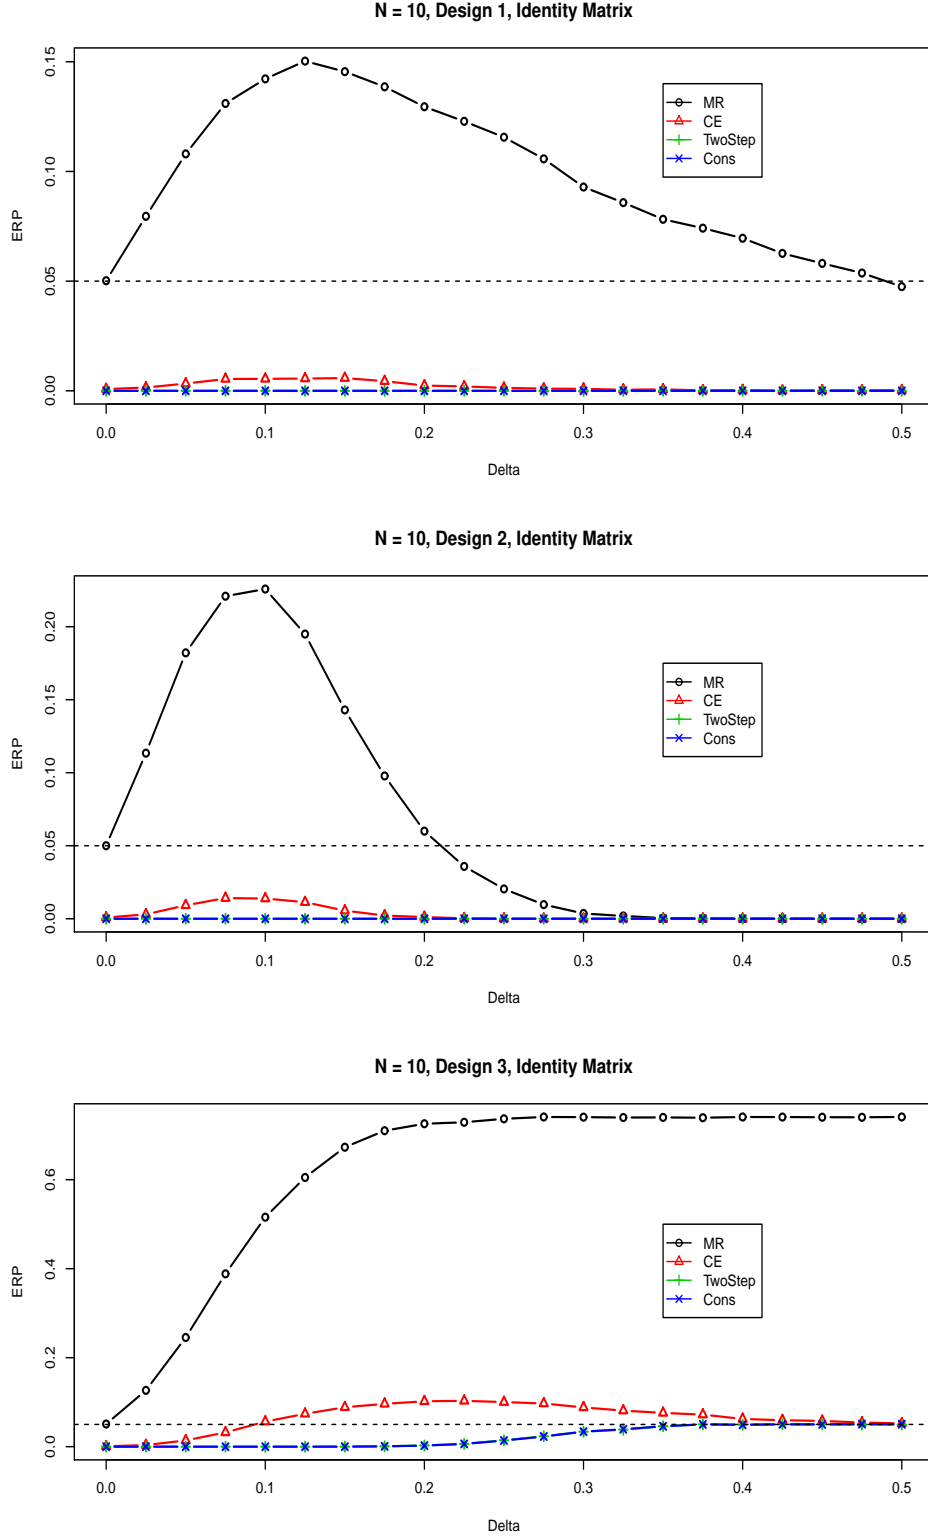 N = 10, Design 1, Identity Matrix
0.15
0.10
0.05
0.00
ERP
MR
CE
TwoStep
Cons
0.0 0.1 0.2 0.3 0.4 0.5
Delta
N = 10, Design 2, Identity Matrix
0.20
0.15
0.10
0.05
0.00
ERP
MR
CE
TwoStep
Cons
0.0 0.1 0.2 0.3 0.4 0.5
Delta
N = 10, Design 3, Identity Matrix
0.6
0.4
0.2
0.0
ERP
MR
CE
TwoStep
Cons
0.0 0.1 0.2 0.3 0.4 0.5
Delta